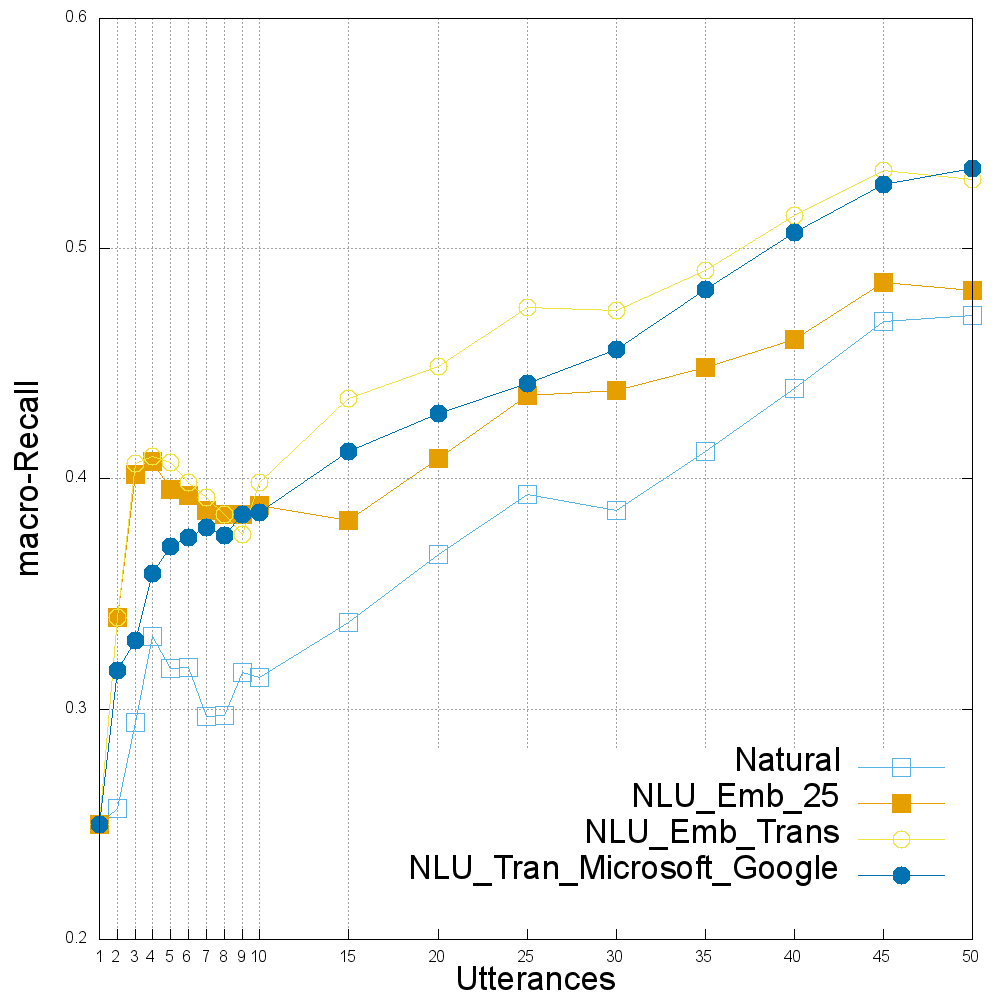 0.6
0.5
0.4
0.3
0.2
macro-Recall
Natural
NLU_Emb_25
NLU_Emb_Trans
NLU_Tran_Microsoft_Google
1 2 3 4 5 6 7 8 9 10 15 20 25 30 35 40 45 50
Utterances